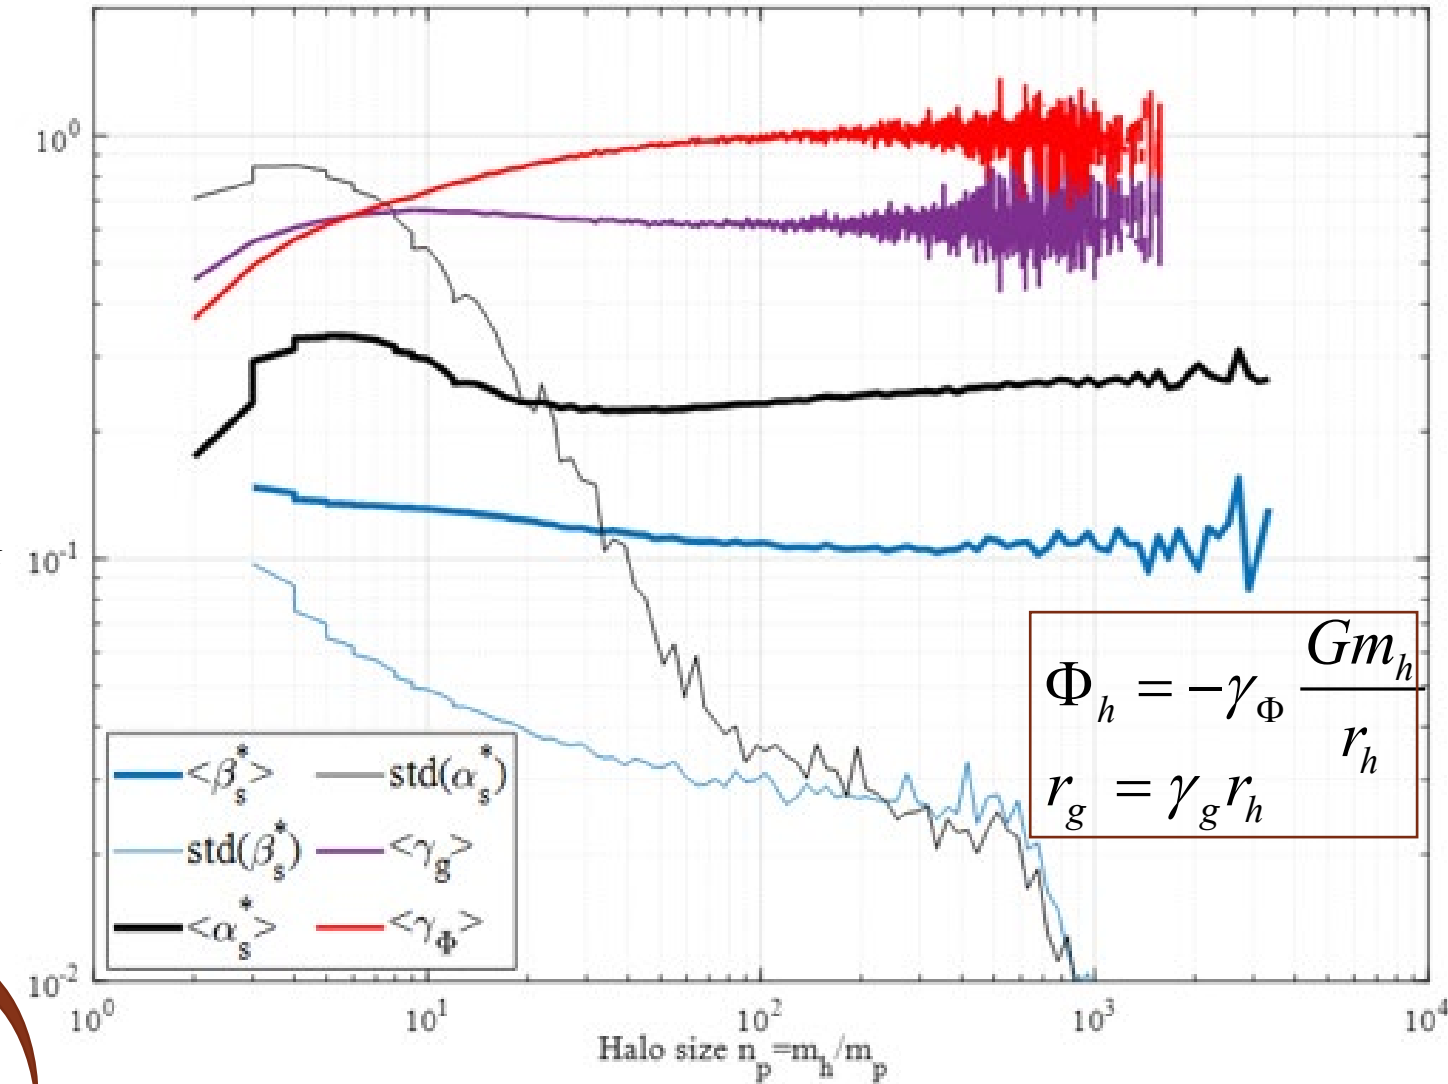 10^0
10^-1
10^-2
10^0 10^1 10^2 10^3 10^4
Halo size n_p=m_h/m_p
<β_s^*> std(α_s^*)
std(β_s^*) <γ_g>
<α_s^*> <γ_Φ>
Φ_h = −γ_Φ Gm_h / r_h
r_g = γ_g r_h